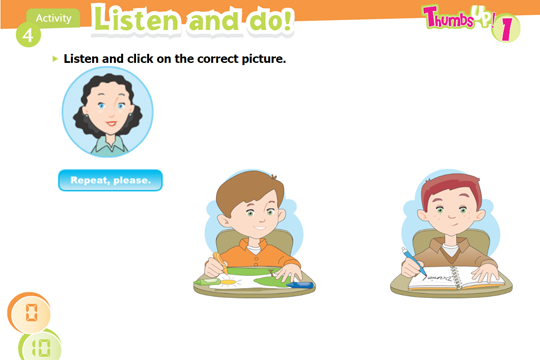 Activity
4
Listen and do!
Thumbs Up! 1
Listen and click on the correct picture.
Repeat, please.
0
10